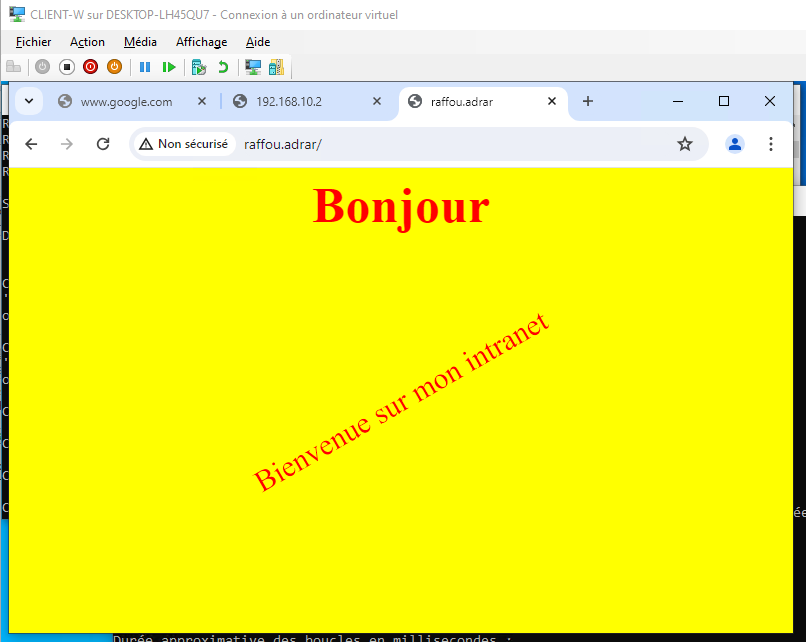 CLIENT-W sur DESKTOP-LH45QU7 - Connexion à un ordinateur virtuel
Fichier Action Média Affichage Aide
www.google.com 192.168.10.2 raffou.adrar
Non sécurisé raffou.adrar/
Bonjour
Bienvenue sur mon intranet
Durée approximative des boucles en millisecondes :